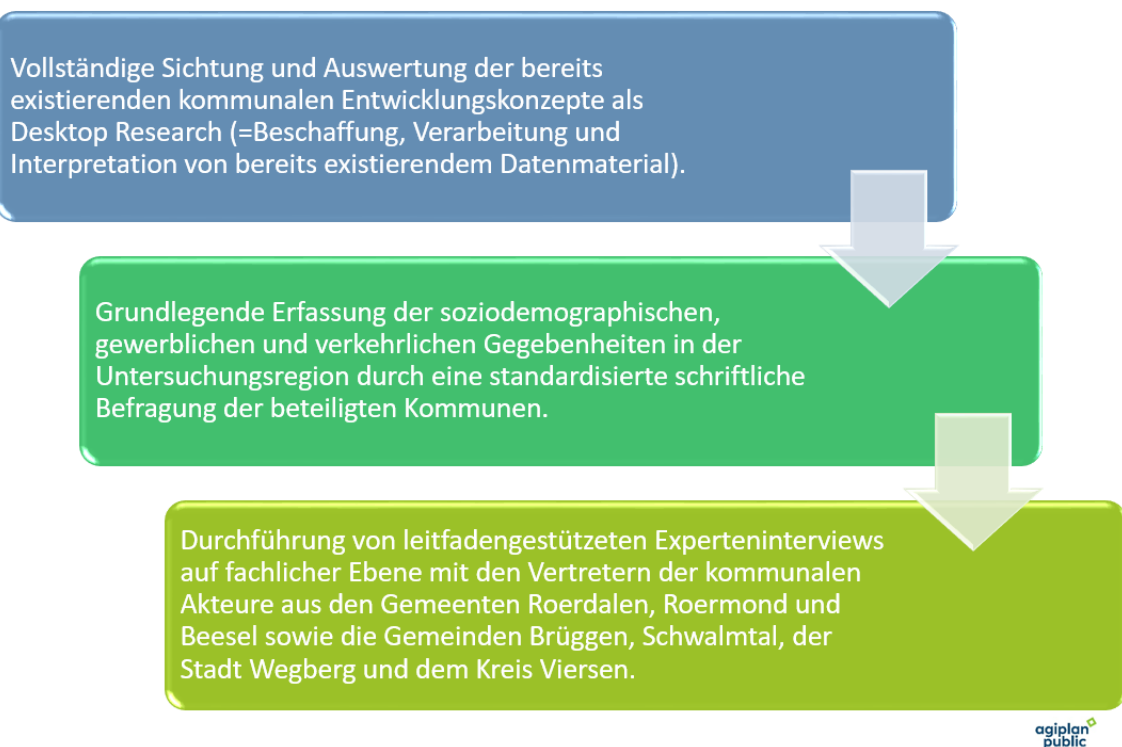 Vollständige Sichtung und Auswertung der bereits
existierenden kommunalen Entwicklungskonzepte als
Desktop Research (=Beschaffung, Verarbeitung und
Interpretation von bereits existierendem Datenmaterial).
Grundlegende Erfassung der soziodemographischen,
gewerblichen und verkehrlichen Gegebenheiten in der
Untersuchungsregion durch eine standardisierte schriftliche
Befragung der beteiligten Kommunen.
Durchführung von leitfadengestützeten Experteninterviews
auf fachlicher Ebene mit den Vertretern der kommunalen
Akteure aus den Gemeenten Roerdalen, Roermond und
Beesel sowie die Gemeinden Brüggen, Schwalmtal, der
Stadt Wegberg und dem Kreis Viersen.
agiplan
public